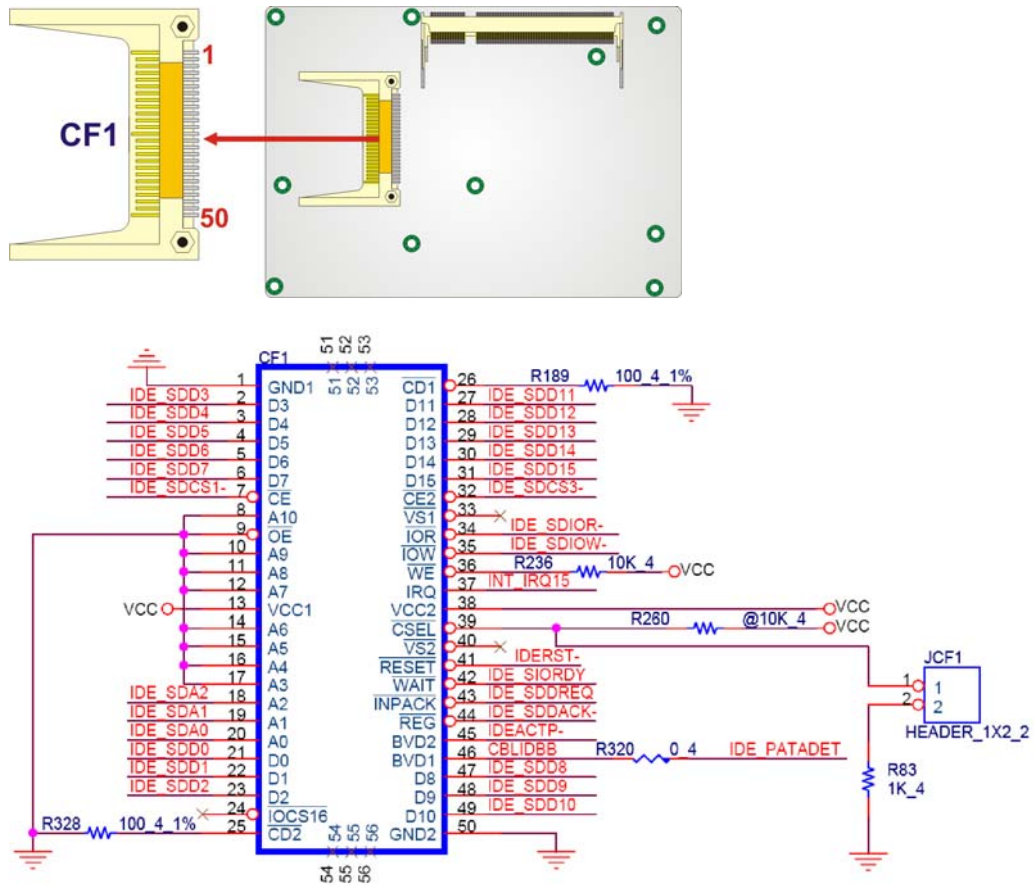 1
CF1
50
51
52
53
CF1
51
52
53
1
GND1
CD1
26
R189
100_4_1%
IDE_SDD3
2
D3
D11
27
IDE_SDD11
IDE_SDD4
3
D4
D12
28
IDE_SDD12
IDE_SDD5
4
D5
D13
29
IDE_SDD13
IDE_SDD6
5
D6
D14
30
IDE_SDD14
IDE_SDD7
6
D7
D15
31
IDE_SDD15
IDE_SDCS1-
7
CE
CE2
32
IDE_SDCS3-
8
A10
VS1
33
9
OE
IOR
34
IDE_SDIOR-
10
A9
IOW
35
IDE_SDIOW-
11
A8
WE
36
R236
10K_4
VCC
12
A7
IRQ
37
INT_IRQ15
VCC
13
VCC1
VCC2
38
VCC
14
A6
CSEL
39
R260
@10K_4
VCC
15
A5
VS2
40
16
A4
RESET
41
IDERST-
17
A3
WAIT
42
IDE_SIORDY
IDE_SDA2
18
A2
INPACK
43
IDE_SDDREQ
IDE_SDA1
19
A1
REG
44
IDE_SDDACK-
IDE_SDA0
20
A0
BVD2
45
IDEACTP-
IDE_SDD0
21
D0
BVD1
46
CBLIDBB
R320
0_4
IDE_PATADET
IDE_SDD1
22
D1
D8
47
IDE_SDD8
IDE_SDD2
23
D2
D9
48
IDE_SDD9
24
IOCS16
D10
49
IDE_SDD10
R328
100_4_1%
25
CD2
GND2
50
54
55
56
54
55
56
JCF1
1
1
2
2
HEADER_1X2_2
R83
1K_4